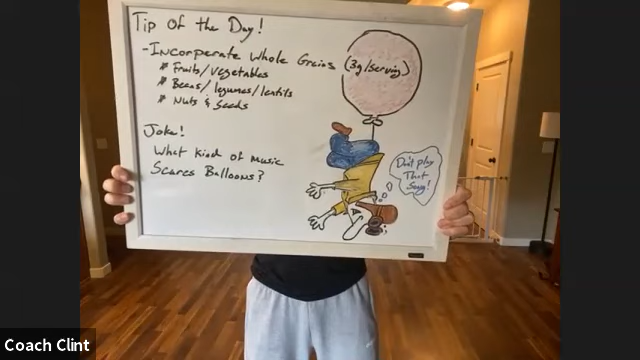 Tip Of the Day!
-Incorperate Whole Grains (3g/serving)
* Fruits/vegetables
* Beans/legumes/lentils
* Nuts & Seeds
Joke!
What Kind of Music
Scares Balloons?
Don't play
That
Song!
Coach Clint